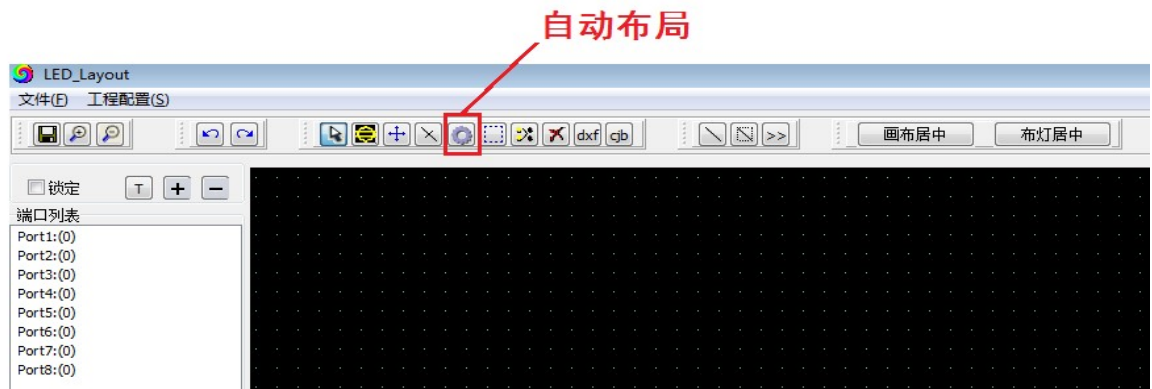 自动布局
LED_Layout
文件(F) 工程配置(S)
dxf cjb >> 画布居中 布灯居中
锁定 T
端口列表
Port1:(0)
Port2:(0)
Port3:(0)
Port4:(0)
Port5:(0)
Port6:(0)
Port7:(0)
Port8:(0)